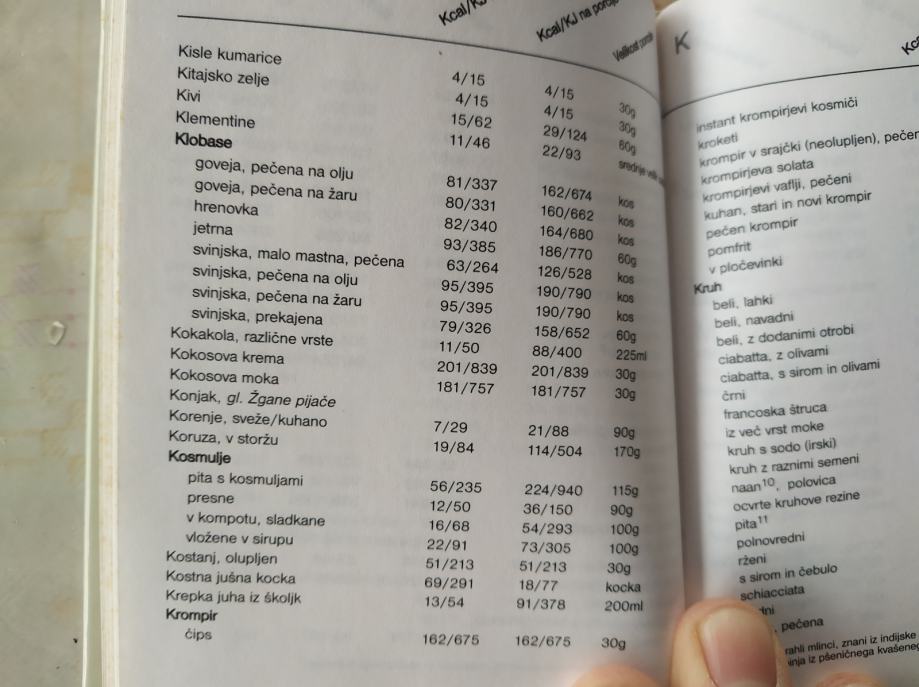 Kcal/KJ
Kcal/KJ na
Velikost
Kisle kumarice 4/15 4/15 30g
Kitajsko zelje 4/15 4/15 30g
Kivi 15/62 29/124 60g
Klementine 11/46 22/93 srednje
Klobase
goveja, pečena na olju 81/337 162/674 kos
goveja, pečena na žaru 80/331 160/662 kos
hrenovka 82/340 164/680 kos
jetrna 93/385 186/770 60g
svinjska, malo mastna, pečena 63/264 126/528 kos
svinjska, pečena na olju 95/395 190/790 kos
svinjska, pečena na žaru 95/395 190/790 kos
svinjska, prekajena 79/326 158/652 60g
Kokakola, različne vrste 11/50 88/400 225ml
Kokosova krema 201/839 201/839 30g
Kokosova moka 181/757 181/757 30g
Konjak, gl. Žgane pijače
Korenje, sveže/kuhano 7/29 21/88 90g
Koruza, v storžu 19/84 114/504 170g
Kosmulje
pita s kosmuljami 56/235 224/940 115g
presne 12/50 36/150 90g
v kompotu, sladkane 16/68 54/293 100g
vložene v sirupu 22/91 73/305 100g
Kostanj, olupljen 51/213 51/213 30g
Kostna jušna kocka 69/291 18/77 kocka
Krepka juha iz školjk 13/54 91/378 200ml
Krompir
čips 162/675 162/675 30g
K
instant krompirjevi kosmiči
kroketi
krompir v srajčki (neolupljen),
krompirjeva solata
krompirjevi vaflji, pečeni
kuhan, stari in novi krompir
pečen krompir
pomfrit
v pločevinki
Kruh
beli, lahki
beli, navadni
beli, z dodanimi otrobi
ciabatta, z olivami
ciabatta, s sirom in olivami
črni
francoska štruca
iz več vrst moke
kruh s sodo (irski)
kruh z raznimi semeni
naan¹⁰, polovica
ocvrte kruhove rezine
pita¹¹
polnovredni
rženi
s sirom in čebulo
schiacciata
, pečena
mlinci, znani iz indijske
iz pšeničnega